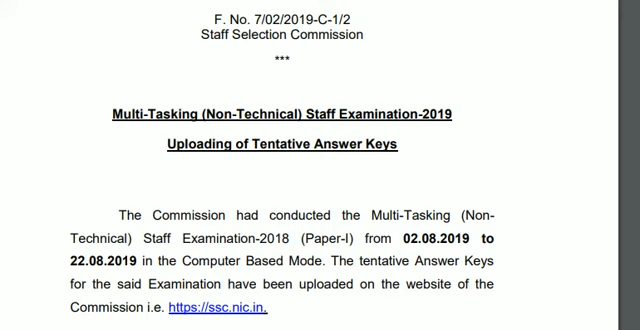 F. No. 7/02/2019-C-1/2
Staff Selection Commission
***
Multi-Tasking (Non-Technical) Staff Examination-2019
Uploading of Tentative Answer Keys
The Commission had conducted the Multi-Tasking (Non-
Technical) Staff Examination-2018 (Paper-I) from 02.08.2019 to
22.08.2019 in the Computer Based Mode. The tentative Answer Keys
for the said Examination have been uploaded on the website of the
Commission i.e. https://ssc.nic.in.